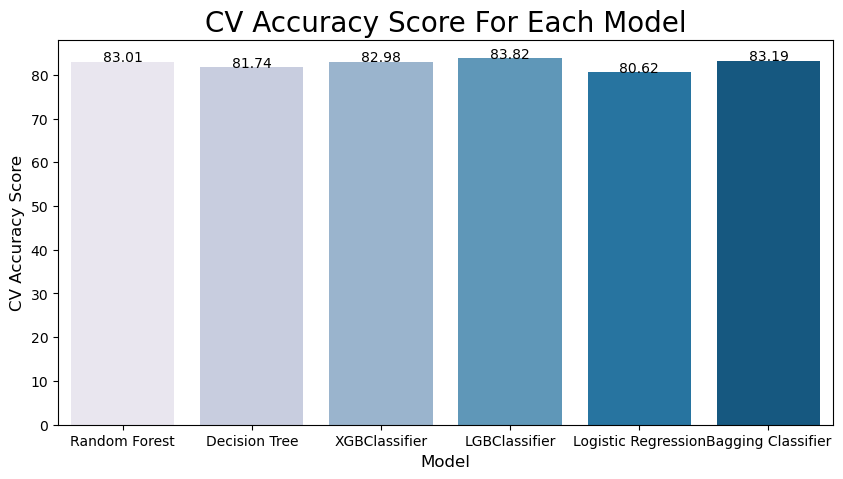 CV Accuracy Score For Each Model
83.01
81.74
82.98
83.82
80.62
83.19
80
70
60
50
40
30
20
10
0
CV Accuracy Score
Random Forest
Decision Tree
XGBClassifier
LGBClassifier
Logistic Regression
Bagging Classifier
Model